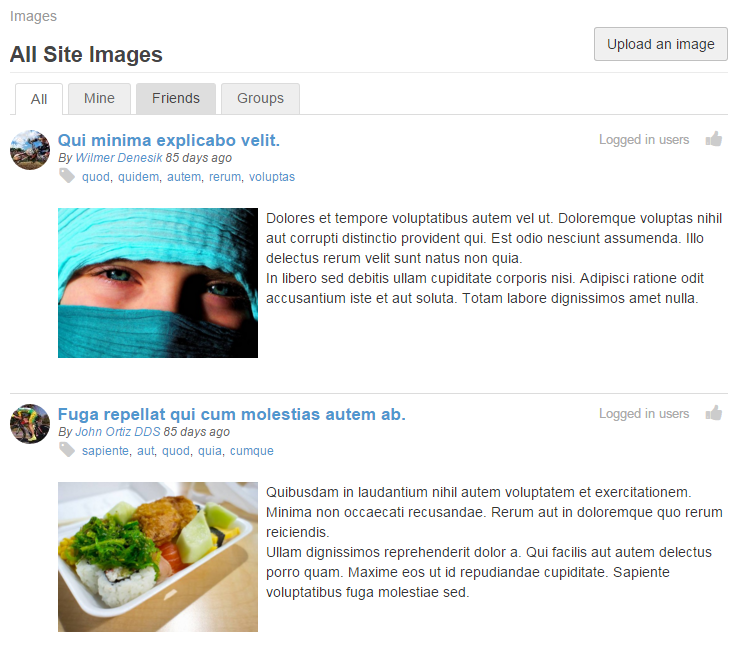 Images
All Site Images
Upload an image
All
Mine
Friends
Groups
Qui minima explicabo velit.
Logged in users
By Wilmer Denesik 85 days ago
quod, quidem, autem, rerum, voluptas
Dolores et tempore voluptatibus autem vel ut. Doloremque voluptas nihil
aut corrupti distinctio provident qui. Est odio nesciunt assumenda. Illo
delectus rerum velit sunt natus non quia.
In libero sed debitis ullam cupiditate corporis nisi. Adipisci ratione odit
accusantium iste et aut soluta. Totam labore dignissimos amet nulla.
Fuga repellat qui cum molestias autem ab.
Logged in users
By John Ortiz DDS 85 days ago
sapiente, aut, quod, quia, cumque
Quibusdam in laudantium nihil autem voluptatem et exercitationem.
Minima non occaecati recusandae. Rerum aut in doloremque quo rerum
reiciendis.
Ullam dignissimos reprehenderit dolor a. Qui facilis aut autem delectus
porro quam. Maxime eos ut id repudiandae cupiditate. Sapiente
voluptatibus fuga molestiae sed.